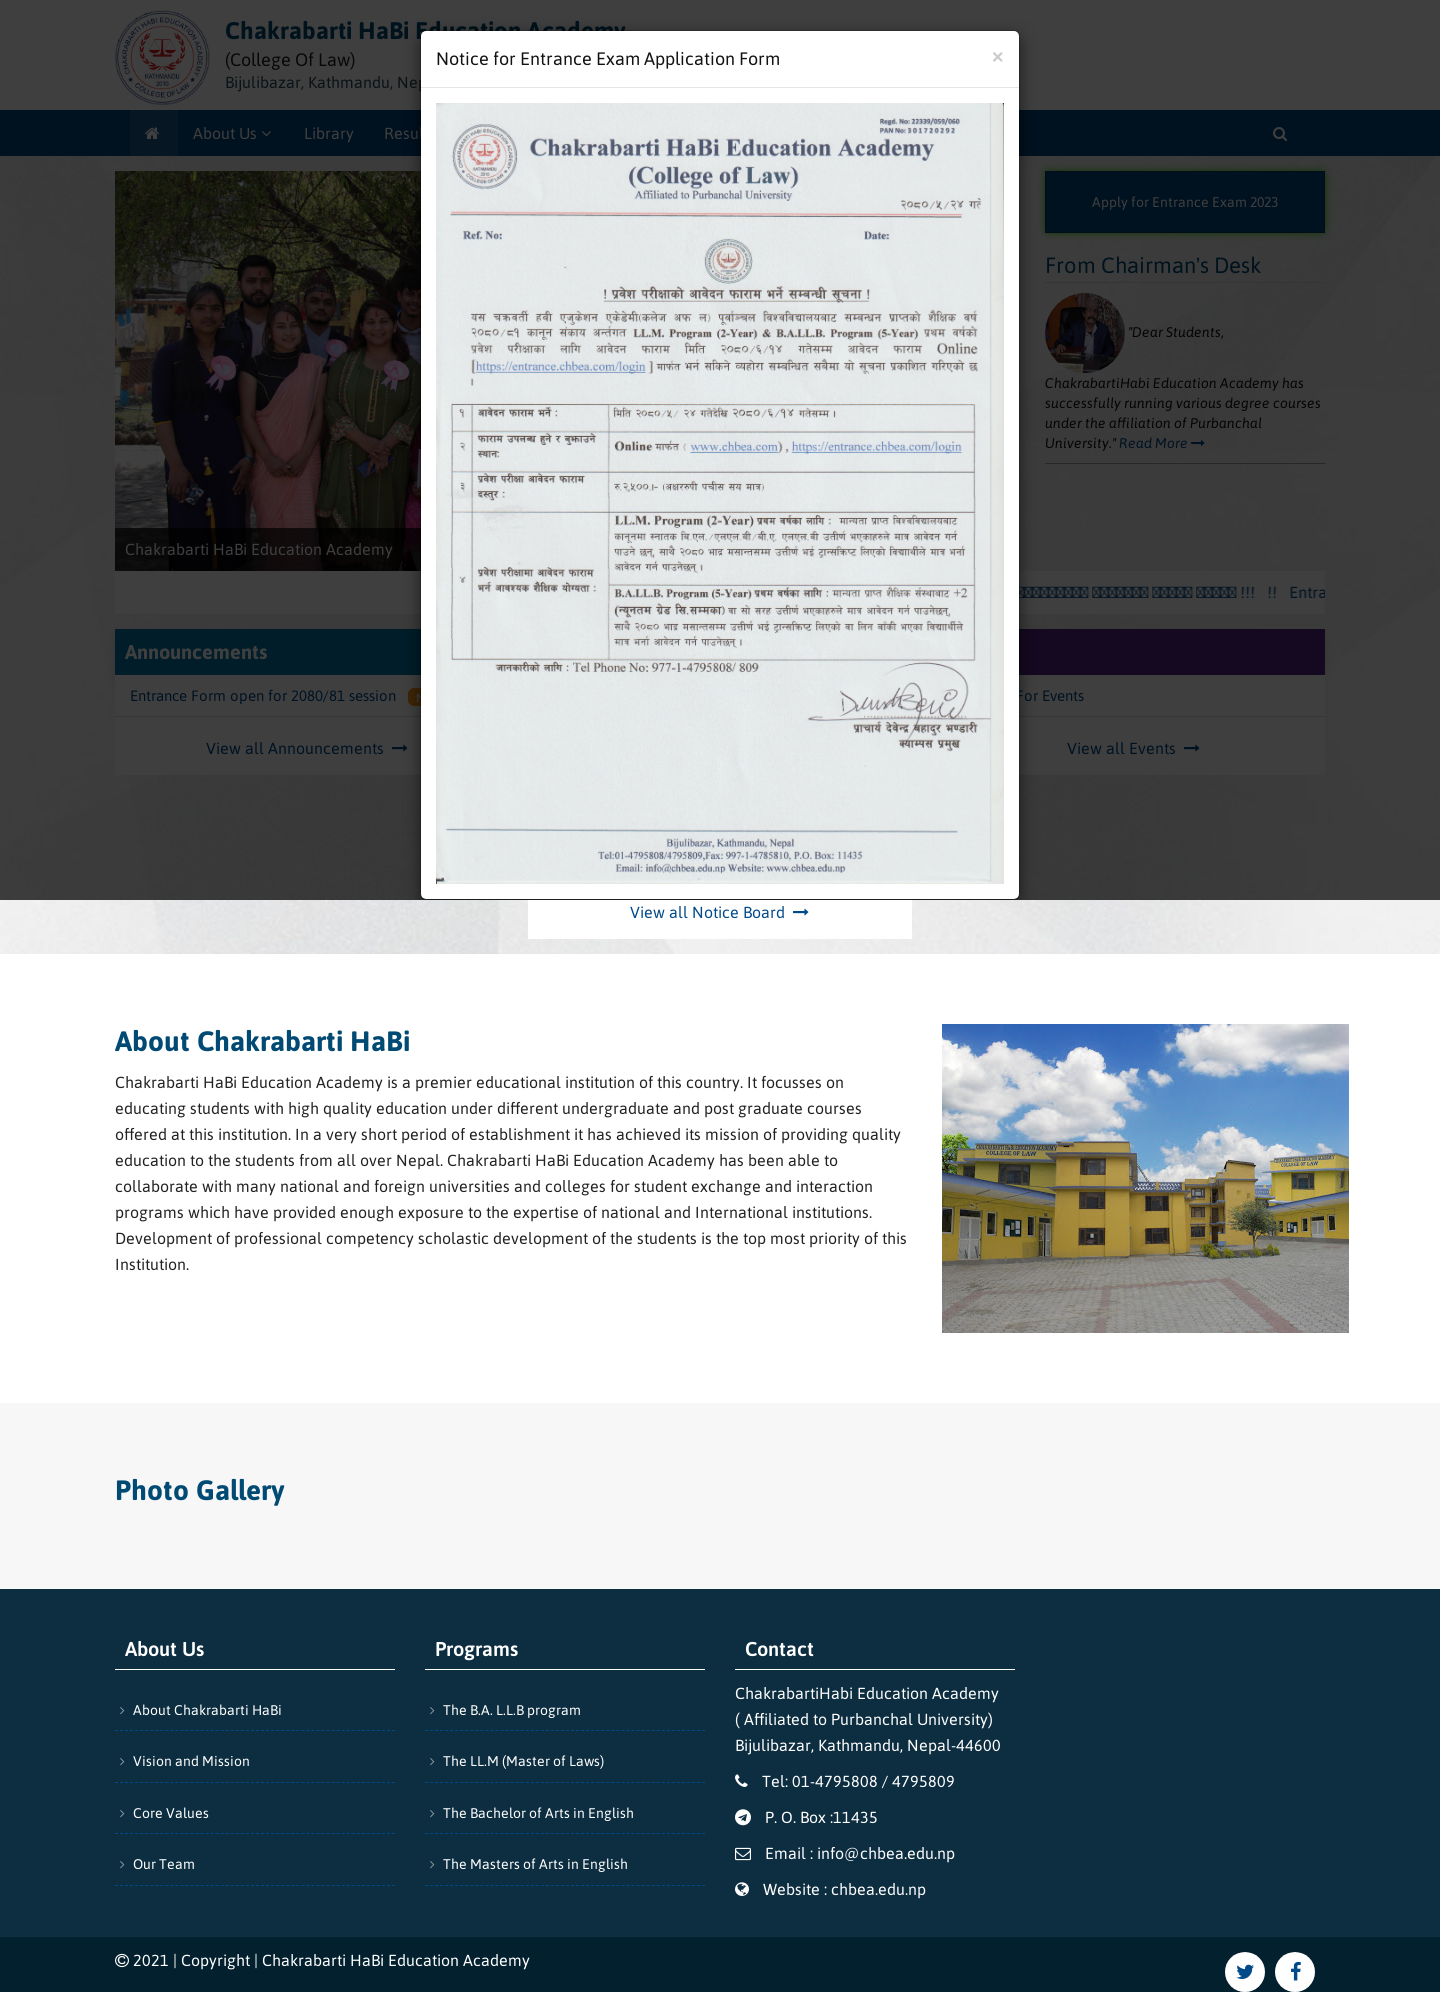 Chakrabarti HaBi Education Academy
(College Of Law)
Bijulibazar, Kathmandu, Nep
About Us
Library
Resu
Notice for Entrance Exam Application Form
×
Regd. No: 22339/059/060
PAN No: 301720292
Chakrabarti HaBi Education Academy
(College of Law)
Affiliated to Purbanchal University
२०८०/५/२४ गते
Ref. No:
Date:
! प्रवेश परीक्षाको आवेदन फाराम भर्ने सम्बन्धी सूचना !
यस चक्रवर्ती हवी एजुकेशन एकेडेमी(कलेज अफ ल) पूर्वाञ्चल विश्वविद्यालयबाट सम्बन्धन प्राप्तको शैक्षिक वर्ष
२०८०/८१ कानून संकाय अर्न्तगत LL.M. Program (2-Year) & B.A.LL.B. Program (5-Year) प्रथम वर्षको
प्रवेश परीक्षाका लागि आवेदन फाराम मिति २०८०/६/१४ गतेसम्म आवेदन फाराम Online
[https://entrance.chbea.com/login ] मार्फत भर्न सकिने व्यहोरा सम्बन्धित सबैमा यो सूचना प्रकाशित गरिएको छ
।
१ आवेदन फाराम भर्ने : मिति २०८०/५/ २४ गतेदेखि २०८०/६/१४ गतेसम्म ।
२ फाराम उपलब्ध हुने र बुझाउने
स्थान: Online मार्फत ( www.chbea.com) , https://entrance.chbea.com/login
३ प्रवेश परीक्षा आवेदन फाराम
दस्तुर : रु.२,५००।- (अक्षररुपी पचीस सय मात्र)
४ प्रवेश परीक्षामा आवेदन फाराम
भर्न आवश्यक शैक्षिक योग्यता :
LL.M. Program (2-Year) प्रथम वर्षका लागि : मान्यता प्राप्त विश्वविद्यालयबाट
कानूनमा स्नातक बि.एल./एलएल.बी/बी.ए. एलएल.बी उतीर्ण भएकाहरुले मात्र आवेदन गर्न
पाउने छन्, साथै २०८० भाद्र मसान्तसम्म उत्तीर्ण भई ट्रान्सक्रिप्ट लिएको विद्यार्थीले मात्र भर्ना
आवेदन गर्न पाउनेछन् ।
B.A.LL.B. Program (5-Year) प्रथम वर्षका लागि : मान्यता प्राप्त शैक्षिक संस्थाबाट +2
(न्यूनतम ग्रेड सि.सम्मका) वा सो सरह उत्तीर्ण भएकाहरुले मात्र आवेदन गर्न पाउनेछन्,
साथै २०८० भाद्र मसान्तसम्म उत्तीर्ण भई ट्रान्सक्रिप्ट लिएको वा लिन बाँकी भएका विद्यार्थीले
मात्र भर्ना आवेदन गर्न पाउनेछन् ।
जानकारीको लागि : Tel Phone No: 977-1-4795808/ 809
प्राचार्य देवेन्द्र बहादुर भण्डारी
क्याम्पस प्रमुख
Bijulibazar, Kathmandu, Nepal
Tel:01-4795808/4795809,Fax: 997-1-4785810, P.O. Box: 11435
Email: info@chbea.edu.np Website: www.chbea.edu.np
Apply for Entrance Exam 2023
From Chairman's Desk
"Dear Students,
ChakrabartiHabi Education Academy has
successfully running various degree courses
under the affiliation of Purbanchal
University." Read More
Chakrabarti HaBi Education Academy
!!! !! Entra
Announcements
Entrance Form open for 2080/81 session
For Events
View all Announcements
View all Events
View all Notice Board
About Chakrabarti HaBi
Chakrabarti HaBi Education Academy is a premier educational institution of this country. It focusses on
educating students with high quality education under different undergraduate and post graduate courses
offered at this institution. In a very short period of establishment it has achieved its mission of providing quality
education to the students from all over Nepal. Chakrabarti HaBi Education Academy has been able to
collaborate with many national and foreign universities and colleges for student exchange and interaction
programs which have provided enough exposure to the expertise of national and International institutions.
Development of professional competency scholastic development of the students is the top most priority of this
Institution.
CHAKRABARTI HABI EDUCATION ACADEMY
COLLEGE OF LAW
CHAKRABARTI HABI EDUCATION ACADEMY
COLLEGE OF LAW
Photo Gallery
About Us
About Chakrabarti HaBi
Vision and Mission
Core Values
Our Team
Programs
The B.A. L.L.B program
The LL.M (Master of Laws)
The Bachelor of Arts in English
The Masters of Arts in English
Contact
ChakrabartiHabi Education Academy
( Affiliated to Purbanchal University)
Bijulibazar, Kathmandu, Nepal-44600
Tel: 01-4795808 / 4795809
P. O. Box :11435
Email : info@chbea.edu.np
Website : chbea.edu.np
© 2021 | Copyright | Chakrabarti HaBi Education Academy